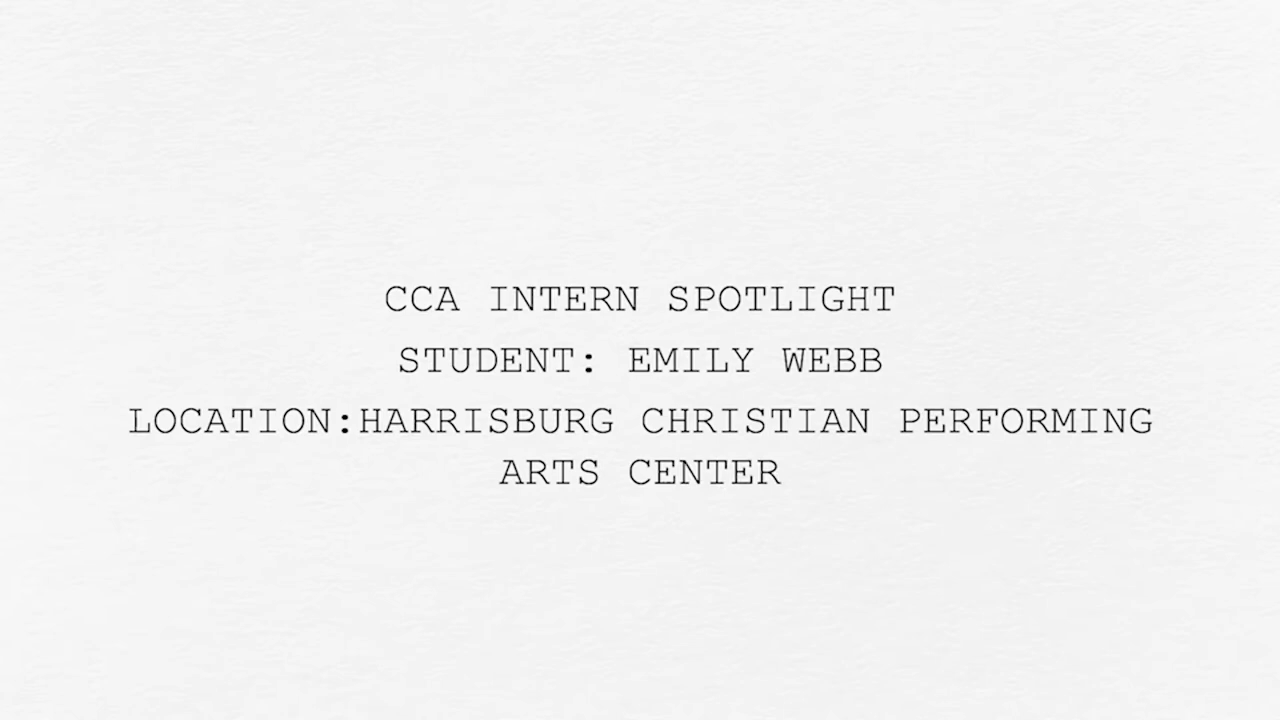 CCA INTERN SPOTLIGHT
STUDENT: EMILY WEBB
LOCATION:HARRISBURG CHRISTIAN PERFORMING
ARTS CENTER